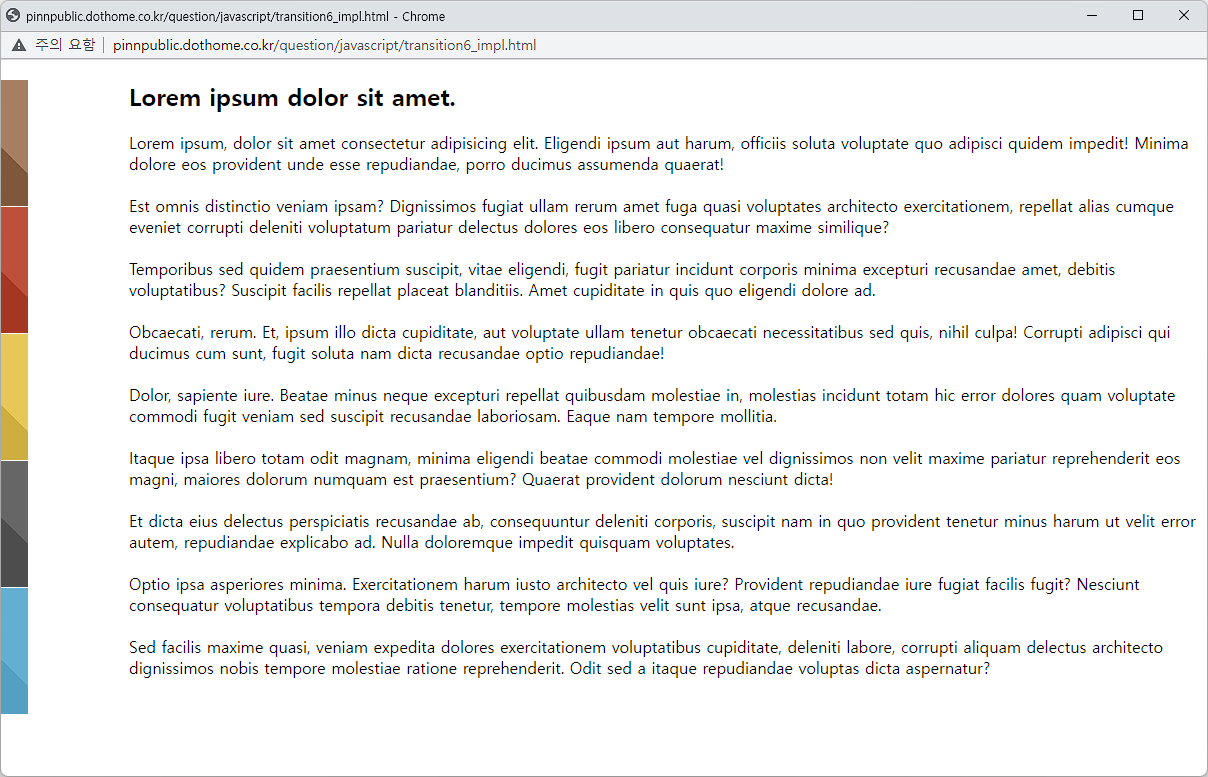 pinnpublic.dothome.co.kr/question/javascript/transition6_impl.html - Chrome
주의 요함 | pinnpublic.dothome.co.kr/question/javascript/transition6_impl.html
Lorem ipsum dolor sit amet.
Lorem ipsum, dolor sit amet consectetur adipisicing elit. Eligendi ipsum aut harum, officiis soluta voluptate quo adipisci quidem impedit! Minima
dolore eos provident unde esse repudiandae, porro ducimus assumenda quaerat!
Est omnis distinctio veniam ipsam? Dignissimos fugiat ullam rerum amet fuga quasi voluptates architecto exercitationem, repellat alias cumque
eveniet corrupti deleniti voluptatum pariatur delectus dolores eos libero consequatur maxime similique?
Temporibus sed quidem praesentium suscipit, vitae eligendi, fugit pariatur incidunt corporis minima excepturi recusandae amet, debitis
voluptatibus? Suscipit facilis repellat placeat blanditiis. Amet cupiditate in quis quo eligendi dolore ad.
Obcaecati, rerum. Et, ipsum illo dicta cupiditate, aut voluptate ullam tenetur obcaecati necessitatibus sed quis, nihil culpa! Corrupti adipisci qui
ducimus cum sunt, fugit soluta nam dicta recusandae optio repudiandae!
Dolor, sapiente iure. Beatae minus neque excepturi repellat quibusdam molestiae in, molestias incidunt totam hic error dolores quam voluptate
commodi fugit veniam sed suscipit recusandae laboriosam. Eaque nam tempore mollitia.
Itaque ipsa libero totam odit magnam, minima eligendi beatae commodi molestiae vel dignissimos non velit maxime pariatur reprehenderit eos
magni, maiores dolorum numquam est praesentium? Quaerat provident dolorum nesciunt dicta!
Et dicta eius delectus perspiciatis recusandae ab, consequuntur deleniti corporis, suscipit nam in quo provident tenetur minus harum ut velit error
autem, repudiandae explicabo ad. Nulla doloremque impedit quisquam voluptates.
Optio ipsa asperiores minima. Exercitationem harum iusto architecto vel quis iure? Provident repudiandae iure fugiat facilis fugit? Nesciunt
consequatur voluptatibus tempora debitis tenetur, tempore molestias velit sunt ipsa, atque recusandae.
Sed facilis maxime quasi, veniam expedita dolores exercitationem voluptatibus cupiditate, deleniti labore, corrupti aliquam delectus architecto
dignissimos nobis tempore molestiae ratione reprehenderit. Odit sed a itaque repudiandae voluptas dicta aspernatur?